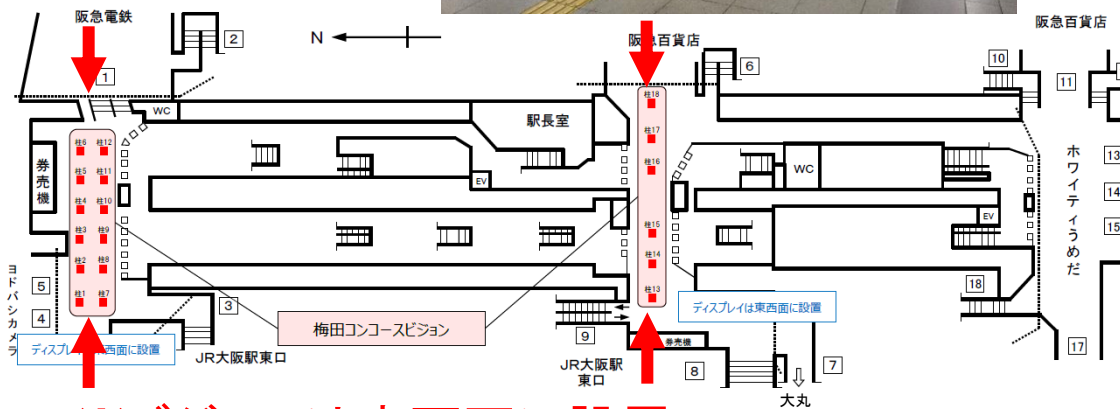 阪急電鉄
阪急百貨店
阪急百貨店
N
2
1
6
10
11
WC
駅長室
柱18
柱17
柱16
柱15
柱14
柱13
柱6
柱12
柱5
柱11
柱4
柱10
柱3
柱9
柱2
柱8
柱1
柱7
券売機
EV
WC
EV
ホワイティうめだ
13
14
15
ヨドバシカメラ
5
4
3
18
17
ディスプレイは東西面に設置
梅田コンコースビジョン
ディスプレイ
西面に設置
JR大阪駅東口
9
JR大阪駅
東口
券売機
8
7
大丸